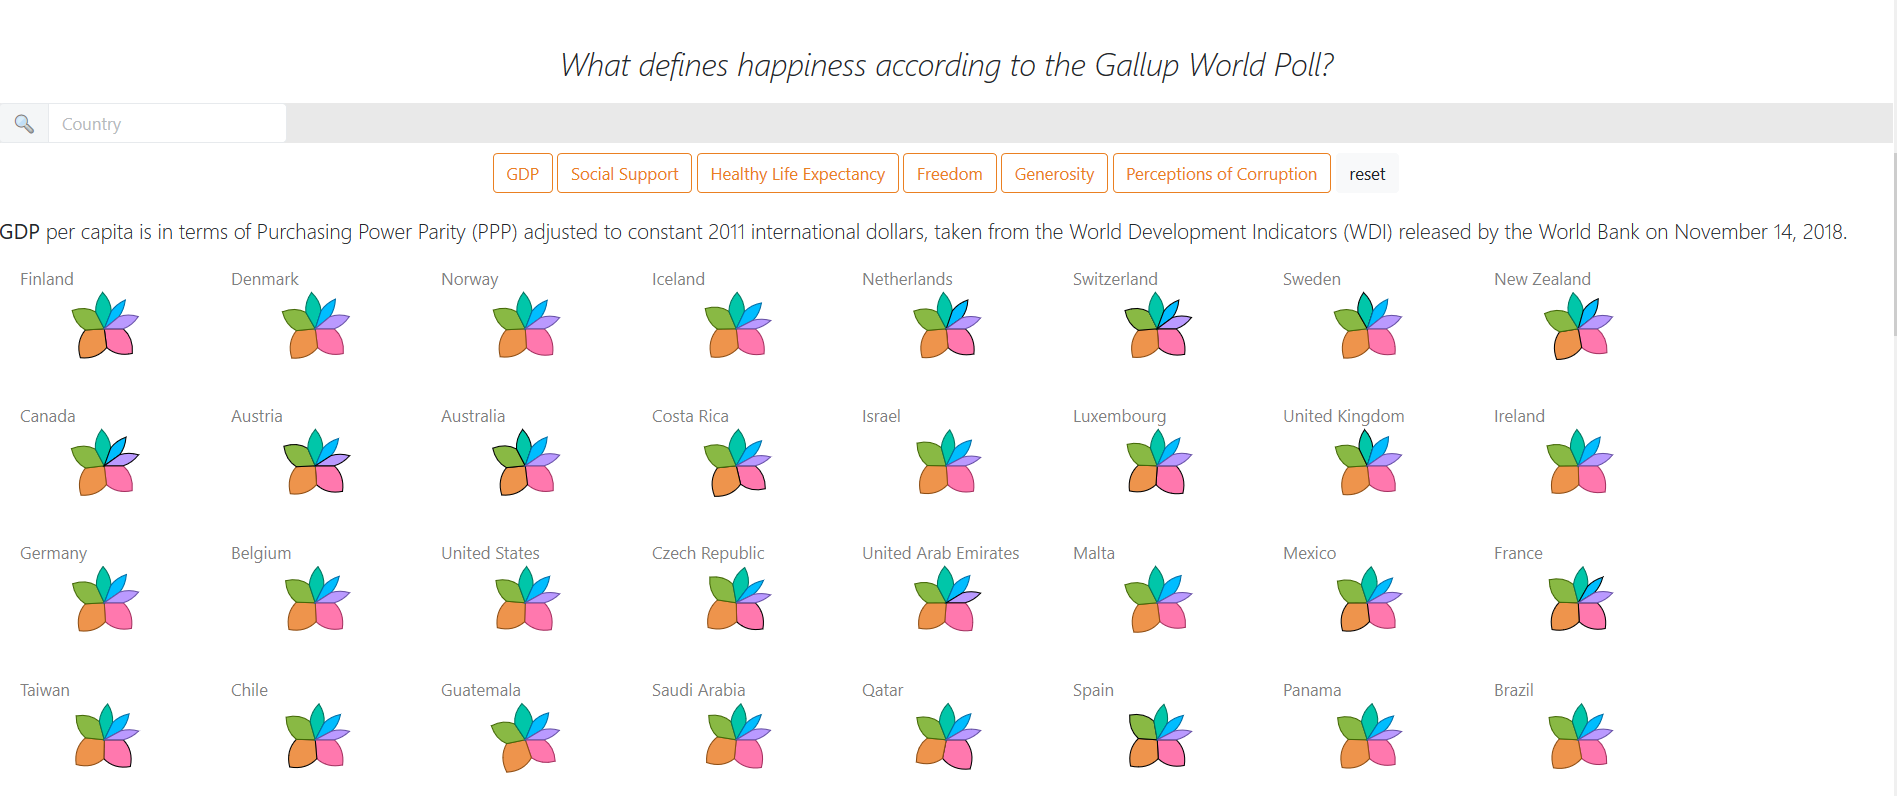 What defines happiness according to the Gallup World Poll?
Country
GDP Social Support Healthy Life Expectancy Freedom Generosity Perceptions of Corruption reset
GDP per capita is in terms of Purchasing Power Parity (PPP) adjusted to constant 2011 international dollars, taken from the World Development Indicators (WDI) released by the World Bank on November 14, 2018.
Finland Denmark Norway Iceland Netherlands Switzerland Sweden New Zealand
Canada Austria Australia Costa Rica Israel Luxembourg United Kingdom Ireland
Germany Belgium United States Czech Republic United Arab Emirates Malta Mexico France
Taiwan Chile Guatemala Saudi Arabia Qatar Spain Panama Brazil